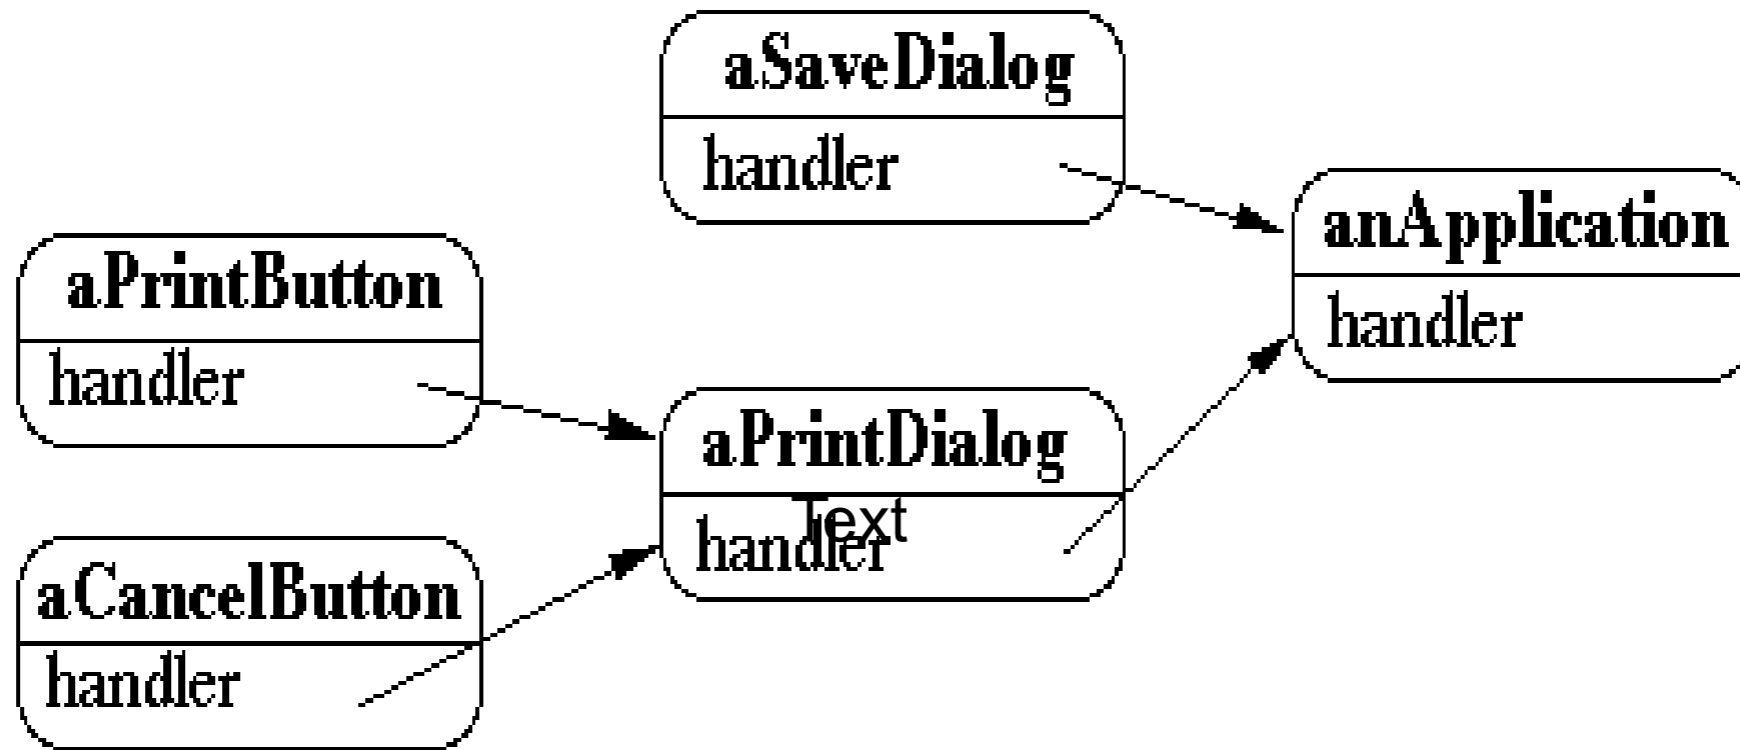 aSaveDialog
handler
anApplication
handler
aPrintButton
handler
aPrintDialog
Text
handler
aCancelButton
handler